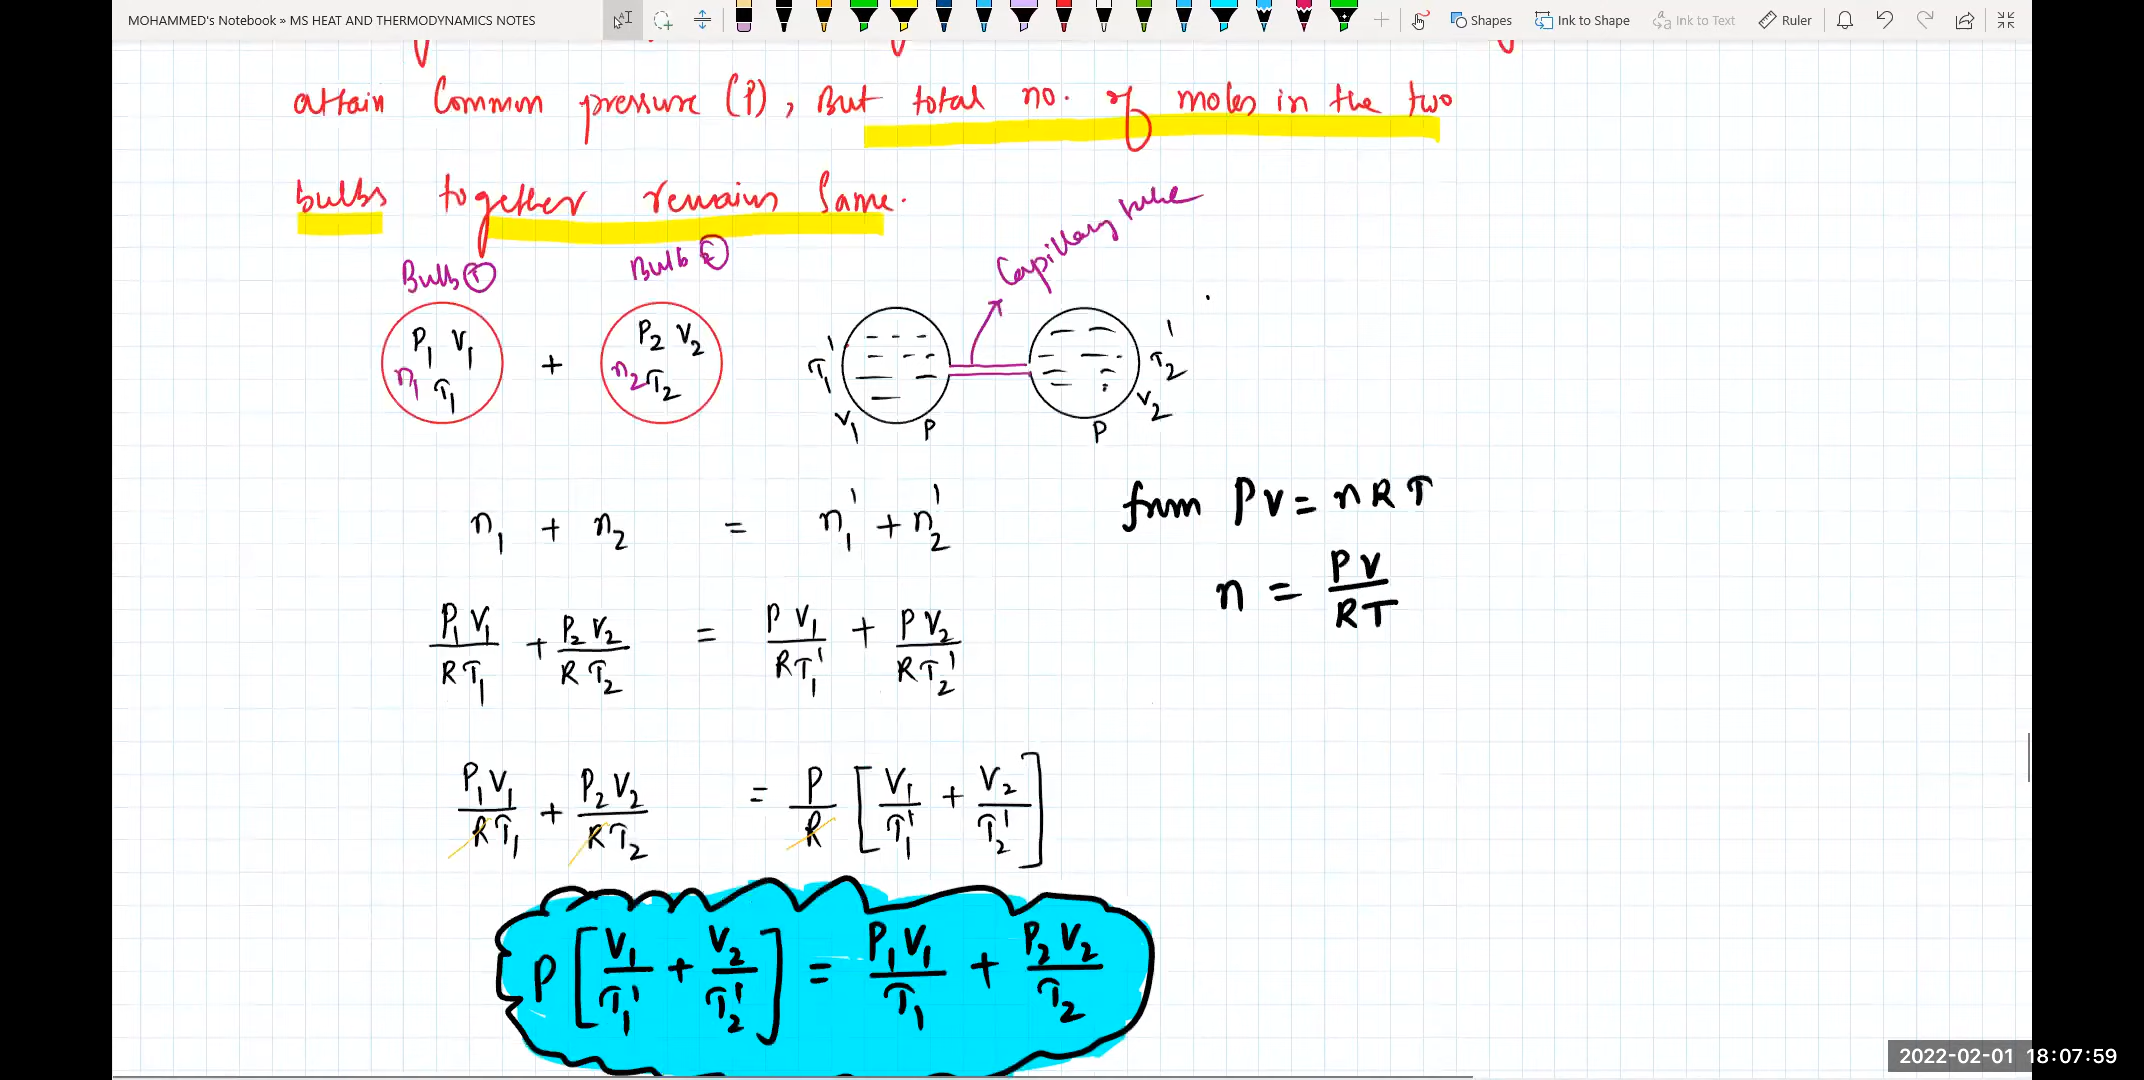 MOHAMMED's Notebook » MS HEAT AND THERMODYNAMICS NOTES
Shapes Ink to Shape Ink to Text Ruler
attain Common pressure (P), But total no. of moles in the two
bulbs together remains Same.
Bulb ① Bulb ② Capillary tube
P₁ V₁ n₁ T₁ + P₂ V₂ n₂ T₂ T₁' V₁ P T₂' V₂ P
n₁ + n₂ = n₁' + n₂'
from PV = nRT
n = PV/RT
P₁V₁/RT₁ + P₂V₂/RT₂ = PV₁/RT₁' + PV₂/RT₂'
P₁V₁/RT₁ + P₂V₂/RT₂ = P/R [V₁/T₁' + V₂/T₂']
P [V₁/T₁' + V₂/T₂'] = P₁V₁/T₁ + P₂V₂/T₂
2022-02-01 18:07:59